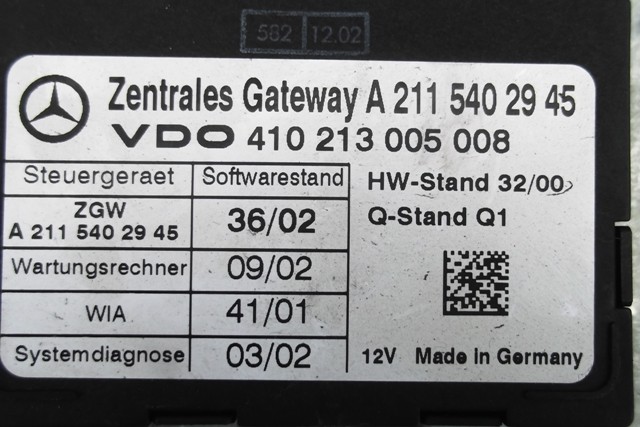 582 12.02
Zentrales Gateway A 211 540 29 45
VDO 410 213 005 008
Steuergeraet Softwarestand
HW-Stand 32/00
ZGW
A 211 540 29 45 36/02
Q-Stand Q1
Wartungsrechner 09/02
WIA 41/01
Systemdiagnose 03/02
12V Made In Germany